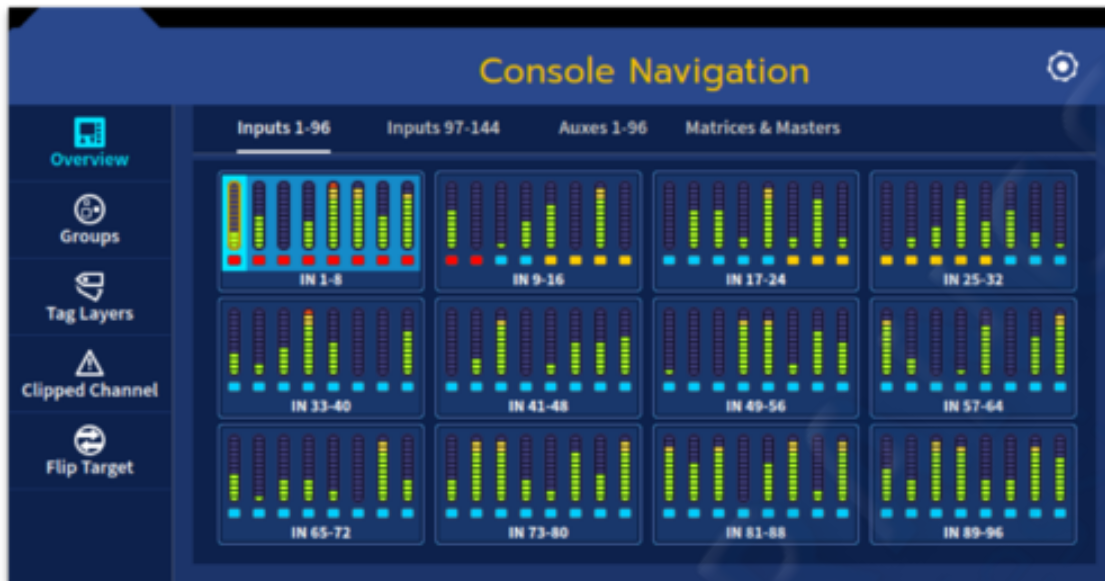 Console Navigation
Overview
Groups
Tag Layers
Clipped Channel
Flip Target
Inputs 1-96 Inputs 97-144 Auxes 1-96 Matrices & Masters
IN 1-8 IN 9-16 IN 17-24 IN 25-32
IN 33-40 IN 41-48 IN 49-56 IN 57-64
IN 65-72 IN 73-80 IN 81-88 IN 89-96